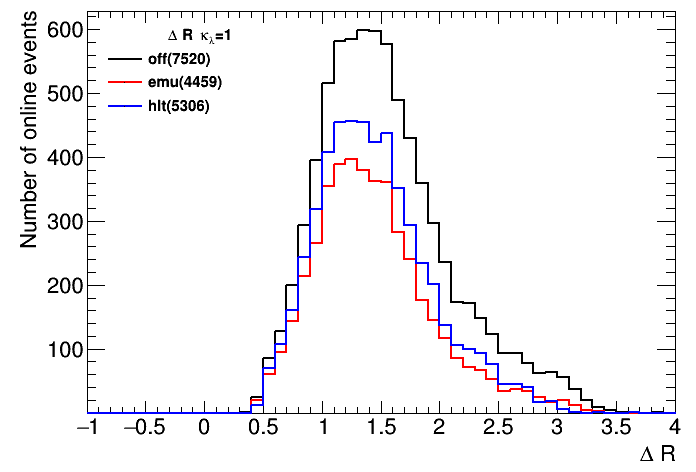 Number of online events
600
500
400
300
200
100
Δ R κλ=1
off(7520)
emu(4459)
hlt(5306)
−1 −0.5 0 0.5 1 1.5 2 2.5 3 3.5 4
Δ R